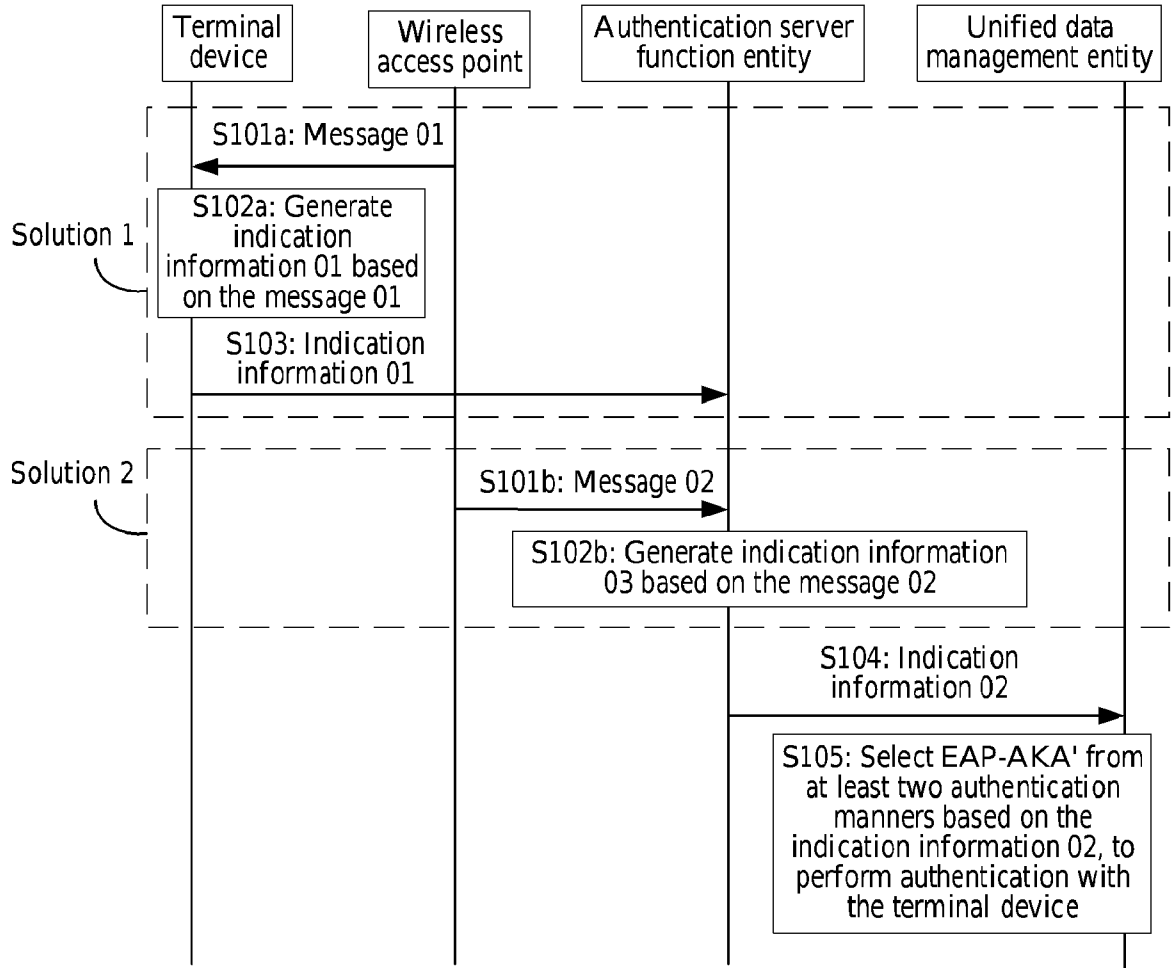 Terminal
device
Wireless
access point
Authentication server
function entity
Unified data
management entity
S101a: Message 01
Solution 1
S102a: Generate
indication
information 01 based
on the message 01
S103: Indication
information 01
Solution 2
S101b: Message 02
S102b: Generate indication information
03 based on the message 02
S104: Indication
information 02
S105: Select EAP-AKA' from
at least two authentication
manners based on the
indication information 02, to
perform authentication with
the terminal device